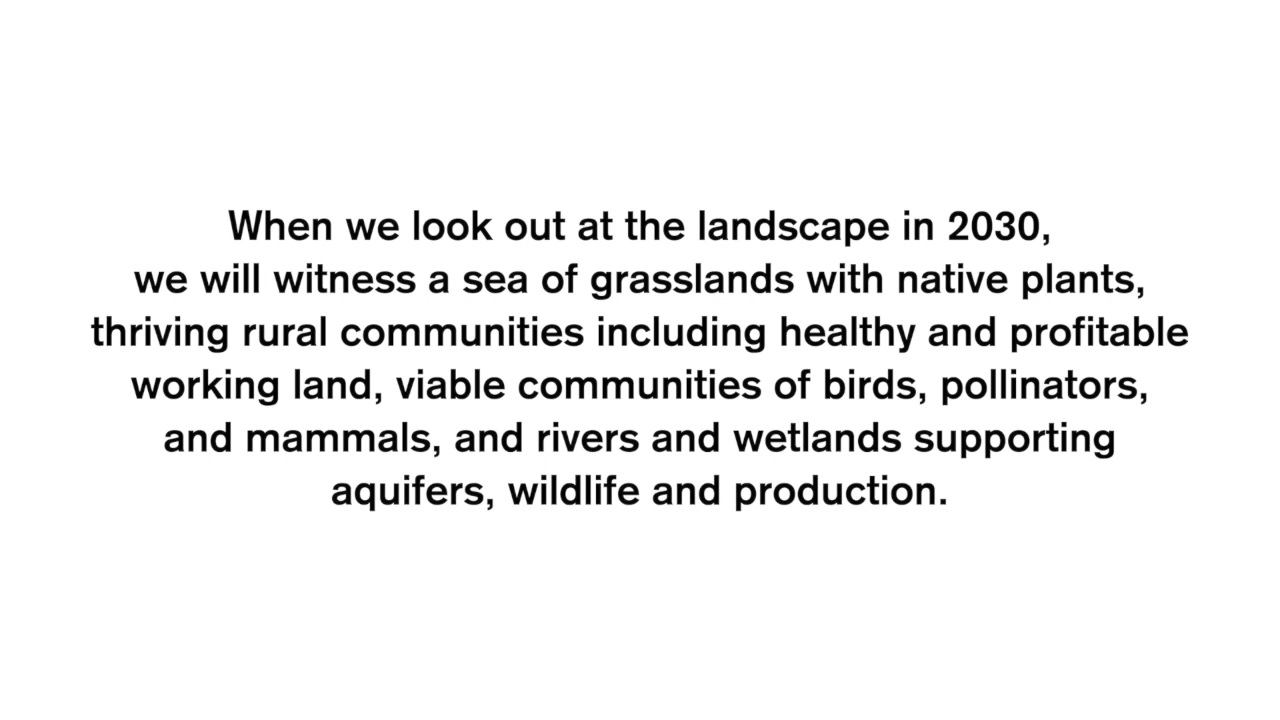 When we look out at the landscape in 2030,
we will witness a sea of grasslands with native plants,
thriving rural communities including healthy and profitable
working land, viable communities of birds, pollinators,
and mammals, and rivers and wetlands supporting
aquifers, wildlife and production.